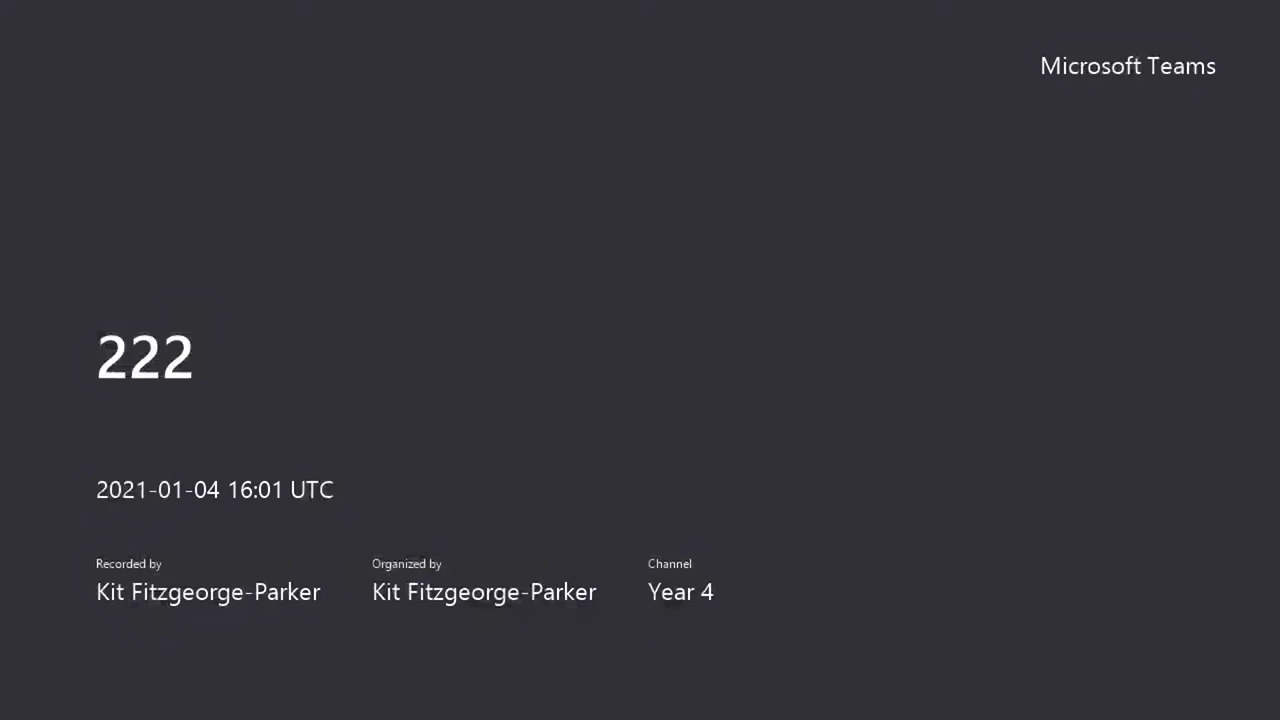 Microsoft Teams
222
2021-01-04 16:01 UTC
Recorded by Organized by Channel
Kit Fitzgeorge-Parker Kit Fitzgeorge-Parker Year 4